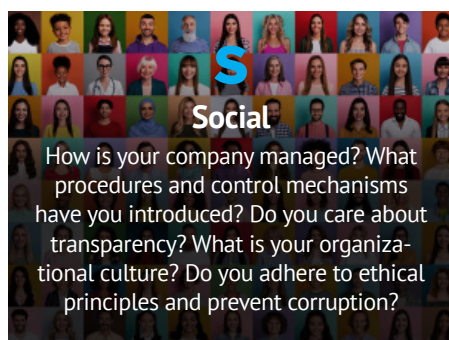 S
Social
How is your company managed? What
procedures and control mechanisms
have you introduced? Do you care about
transparency? What is your organiza-
tional culture? Do you adhere to ethical
principles and prevent corruption?